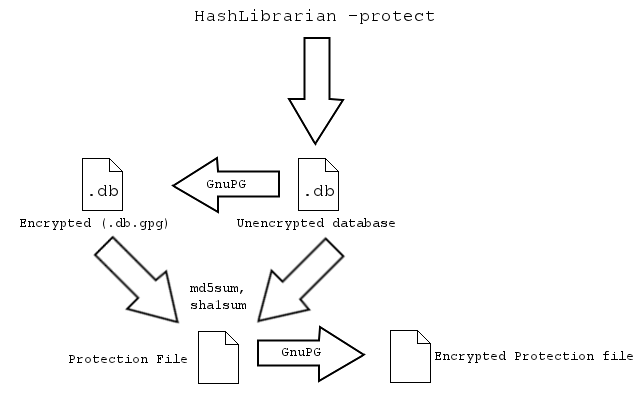 HashLibrarian -protect
.db
GnuPG
.db
Encrypted (.db.gpg)
Unencrypted database
md5sum,
sha1sum
Protection File
GnuPG
Encrypted Protection file